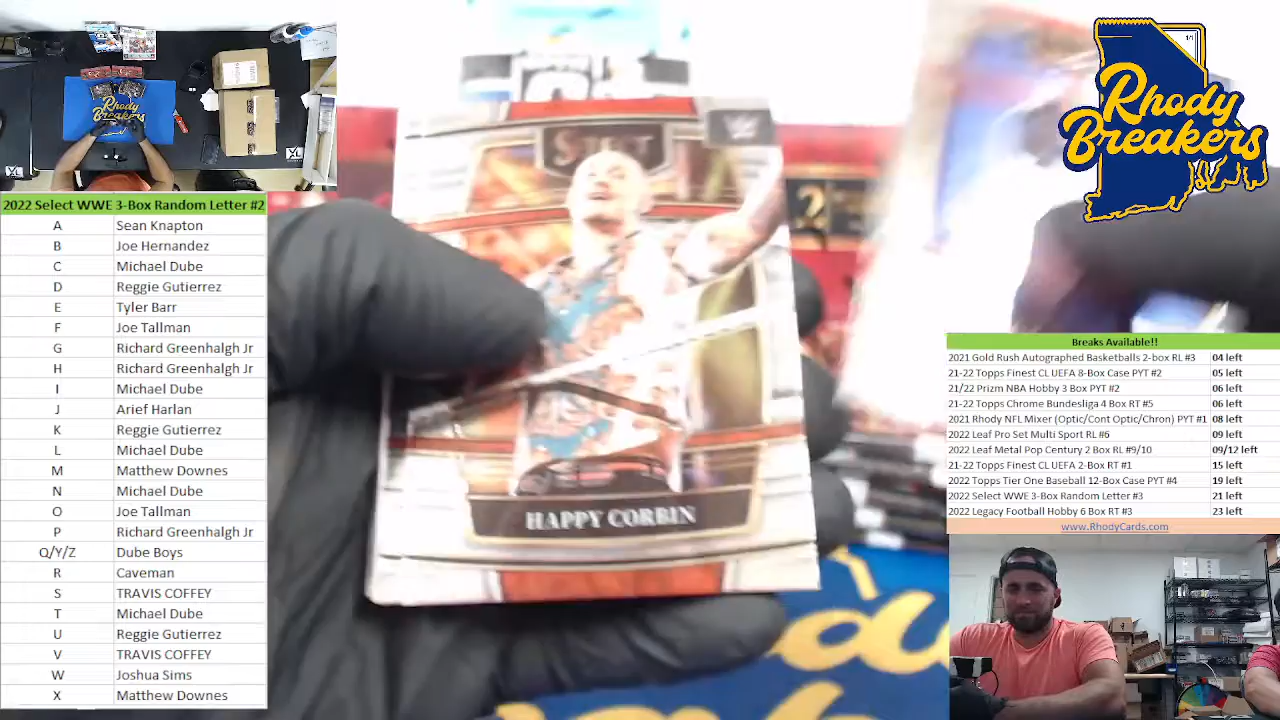 2022 Select WWE 3-Box Random Letter #2
A Sean Knapton
B Joe Hernandez
C Michael Dube
D Reggie Gutierrez
E Tyler Barr
F Joe Tallman
G Richard Greenhalgh Jr
H Richard Greenhalgh Jr
I Michael Dube
J Arief Harlan
K Reggie Gutierrez
L Michael Dube
M Matthew Downes
N Michael Dube
O Joe Tallman
P Richard Greenhalgh Jr
Q/Y/Z Dube Boys
R Caveman
S TRAVIS COFFEY
T Michael Dube
U Reggie Gutierrez
V TRAVIS COFFEY
W Joshua Sims
X Matthew Downes
Rhody
Breakers
Select
W
2
HAPPY CORBIN
Rhody
Breakers
Breaks Available!!
2021 Gold Rush Autographed Basketballs 2-box RL #3 04 left
21-22 Topps Finest CL UEFA 8-Box Case PYT #2 05 left
21/22 Prizm NBA Hobby 3 Box PYT #2 06 left
21-22 Topps Chrome Bundesliga 4 Box RT #5 06 left
2021 Rhody NFL Mixer (Optic/Cont Optic/Chron) PYT #1 08 left
2022 Leaf Pro Set Multi Sport RL #6 09 left
2022 Leaf Metal Pop Century 2 Box RL #9/10 09/12 left
21-22 Topps Finest CL UEFA 2-Box RT #1 15 left
2022 Topps Tier One Baseball 12-Box Case PYT #4 19 left
2022 Select WWE 3-Box Random Letter #3 21 left
2022 Legacy Football Hobby 6 Box RT #3 23 left
www.RhodyCards.com